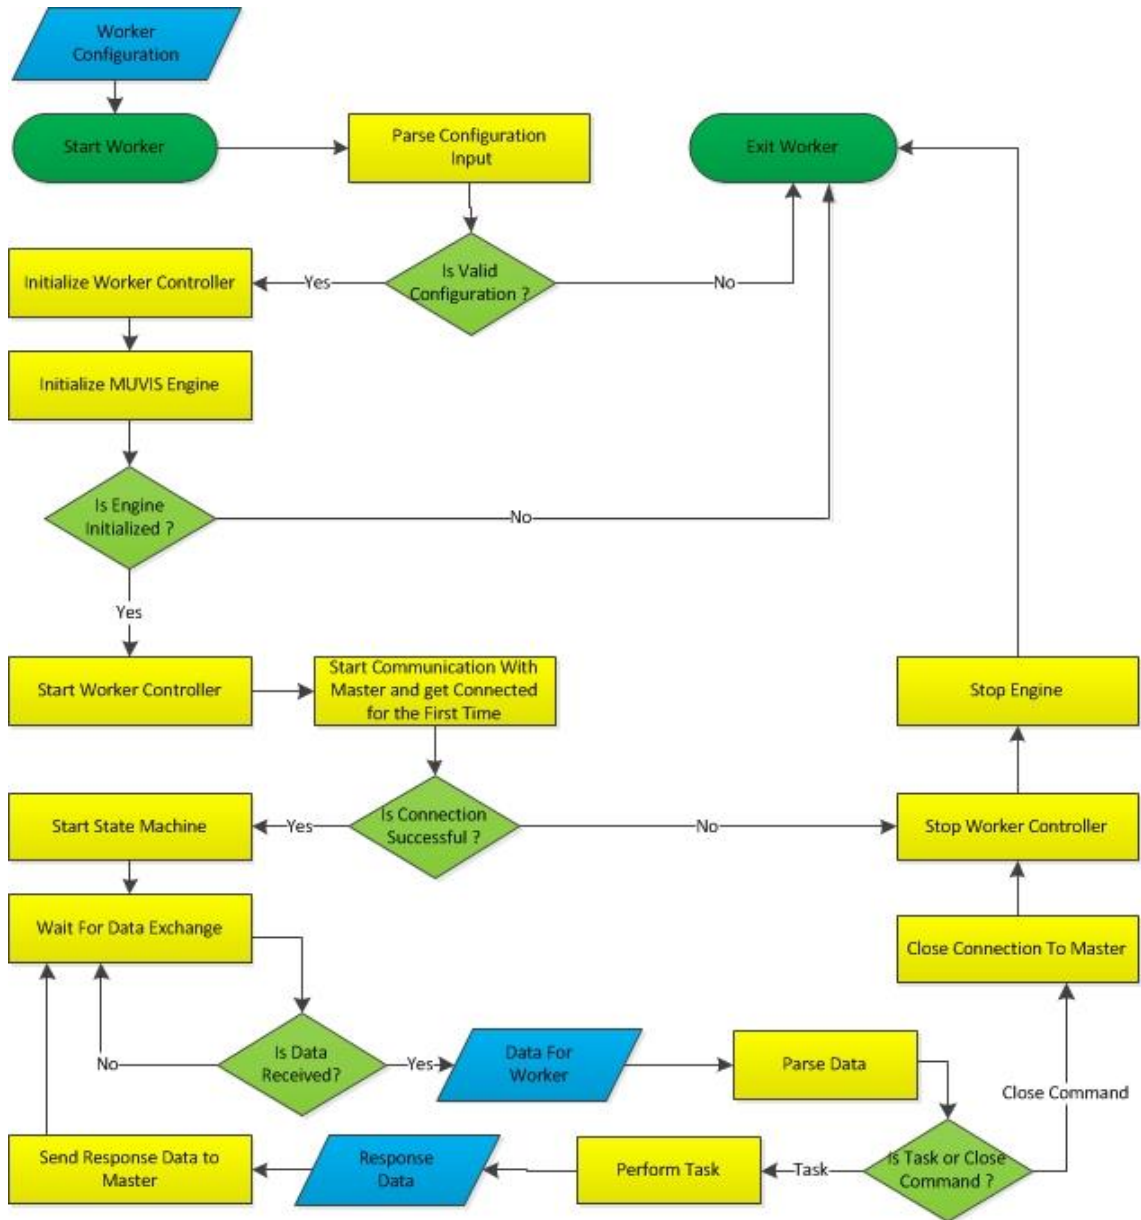 Worker
Configuration
Start Worker
Parse Configuration
Input
Exit Worker
Initialize Worker Controller
Yes
Is Valid
Configuration ?
No
Initialize MUVIS Engine
Is Engine
Initialized ?
No
Yes
Start Worker Controller
Start Communication With
Master and get Connected
for the First Time
Stop Engine
Start State Machine
Yes
Is Connection
Successful ?
No
Stop Worker Controller
Wait For Data Exchange
Close Connection To Master
No
Is Data
Received?
Yes
Data For
Worker
Parse Data
Close Command
Send Response Data to
Master
Response
Data
Perform Task
Task
Is Task or Close
Command ?